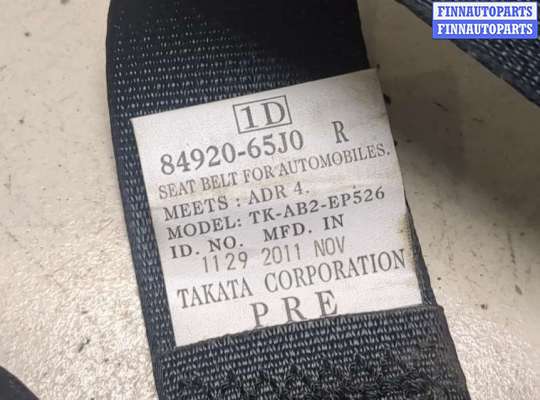 FINNAUTOPARTS
FINNAUTOPARTS
1D
84920-65J0 R
SEAT BELT FOR AUTOMOBILES.
MEETS : ADR 4.
MODEL: TK-AB2-EP526
ID. NO. MFD. IN
1129 2011 NOV
TAKATA CORPORATION
PRE